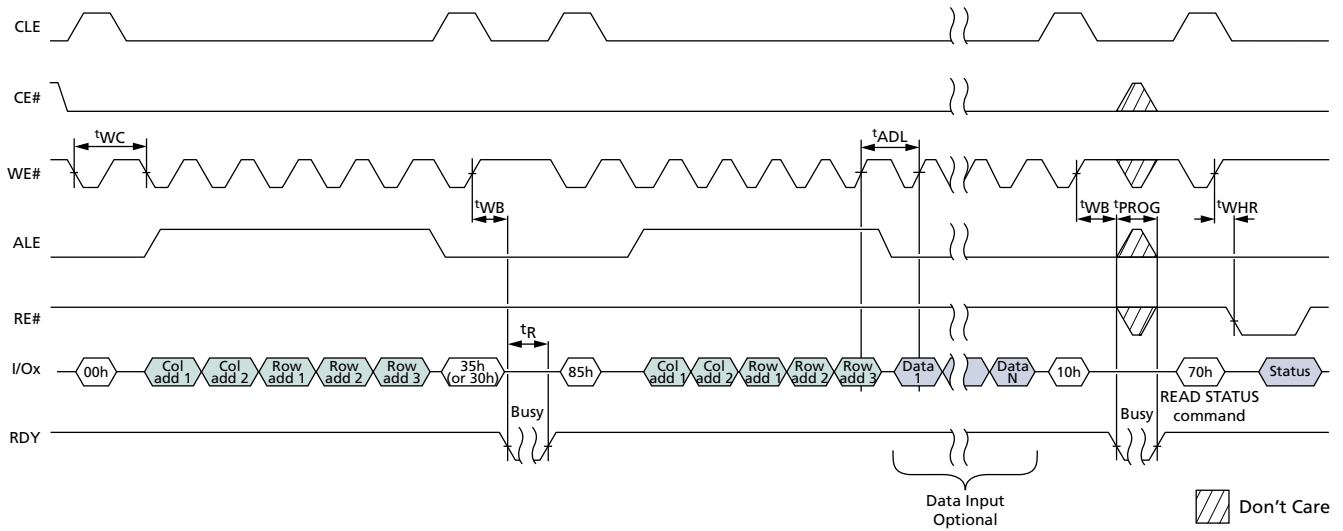 CLE
CE#
tWC
tADL
WE#
tWB
tWB
tPROG
tWHR
ALE
RE#
tR
I/Ox
00h
Col add 1
Col add 2
Row add 1
Row add 2
Row add 3
35h (or 30h)
85h
Col add 1
Col add 2
Row add 1
Row add 2
Row add 3
Data 1
Data N
10h
70h
Status
READ STATUS command
Busy
Busy
RDY
Data Input
Optional
Don't Care